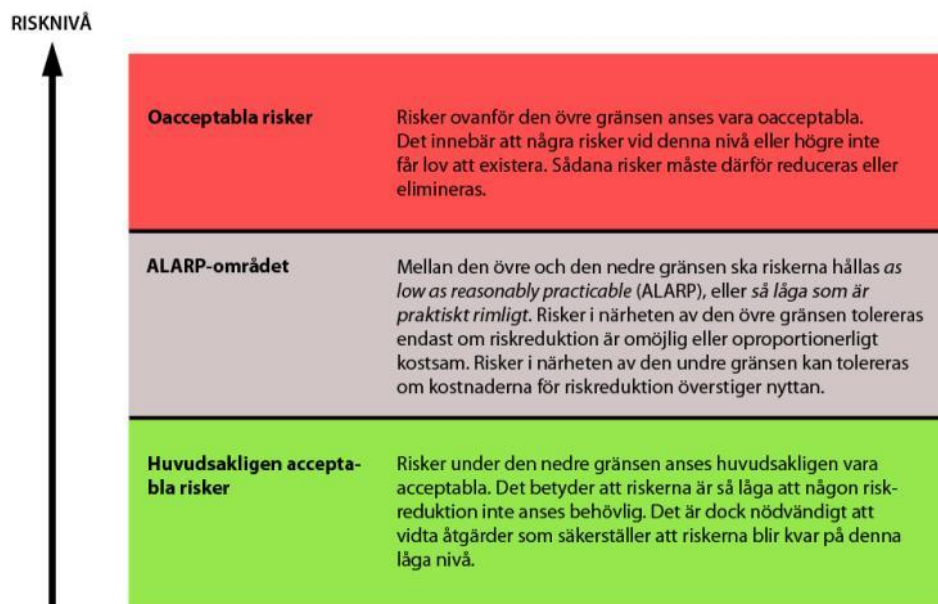 RISKNIVÅ
Oacceptabla risker
Risker ovanför den övre gränsen anses vara oacceptabla.
Det innebär att några risker vid denna nivå eller högre inte
får lov att existera. Sådana risker måste därför reduceras eller
elimineras.
ALARP-området
Mellan den övre och den nedre gränsen ska riskerna hållas as
low as reasonably practicable (ALARP), eller så låga som är
praktiskt rimligt. Risker i närheten av den övre gränsen tolereras
endast om riskreduktion är omöjlig eller oproportionerligt
kostsam. Risker i närheten av den undre gränsen kan tolereras
om kostnaderna för riskreduktion överstiger nyttan.
Huvudsakligen accepta-
bla risker
Risker under den nedre gränsen anses huvudsakligen vara
acceptabla. Det betyder att riskerna är så låga att någon risk-
reduktion inte anses behövlig. Det är dock nödvändigt att
vidta åtgärder som säkerställer att riskerna blir kvar på denna
låga nivå.